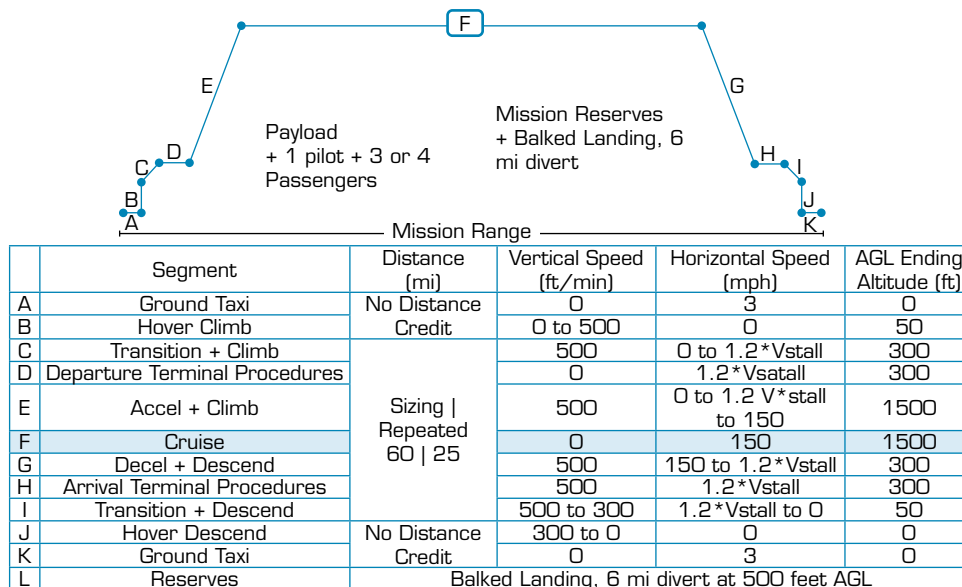 F
E
G
Payload
+ 1 pilot + 3 or 4
Passengers
Mission Reserves
+ Balked Landing, 6
mi divert
C
D
H
I
B
J
A
K
Mission Range
Segment
Distance
(mi)
Vertical Speed
(ft/min)
Horizontal Speed
(mph)
AGL Ending
Altitude (ft)
A Ground Taxi No Distance 0 3 0
B Hover Climb Credit 0 to 500 0 50
C Transition + Climb 500 0 to 1.2*Vstall 300
D Departure Terminal Procedures 0 1.2*Vsatall 300
E Accel + Climb 500 0 to 1.2 V*stall
to 150 1500
Sizing |
Repeated
60 | 25
F Cruise 0 150 1500
G Decel + Descend 500 150 to 1.2*Vstall 300
H Arrival Terminal Procedures 500 1.2*Vstall 300
I Transition + Descend 500 to 300 1.2*Vstall to 0 50
J Hover Descend No Distance 300 to 0 0 0
K Ground Taxi Credit 0 3 0
L Reserves Balked Landing, 6 mi divert at 500 feet AGL